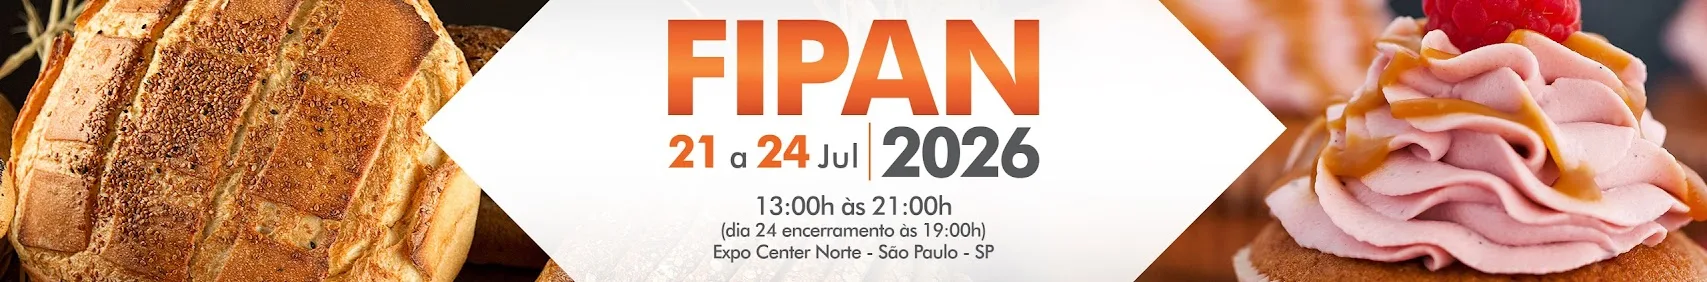 FIPAN
21 a 24 Jul | 2026
13:00h às 21:00h
(dia 24 encerramento às 19:00h)
Expo Center Norte - São Paulo - SP